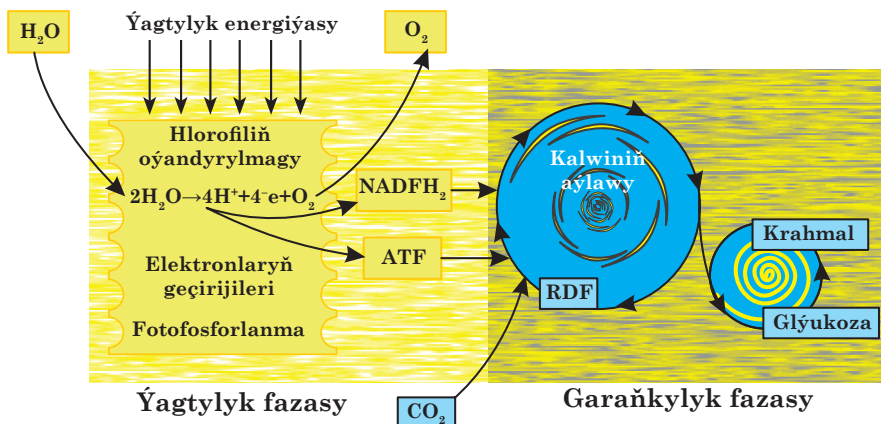 H₂O
Ýagtylyk energiýasy
O₂
Hlorofiliň
oýandyrylmagy
2H₂O→4H⁺+4⁻e+O₂
NADFH₂
ATF
Elektronlaryň
geçirijileri
Fotofosforlanma
Kalwiniň
aýlawy
RDF
Krahmal
Glýukoza
Ýagtylyk fazasy
CO₂
Garaňkylyk fazasy